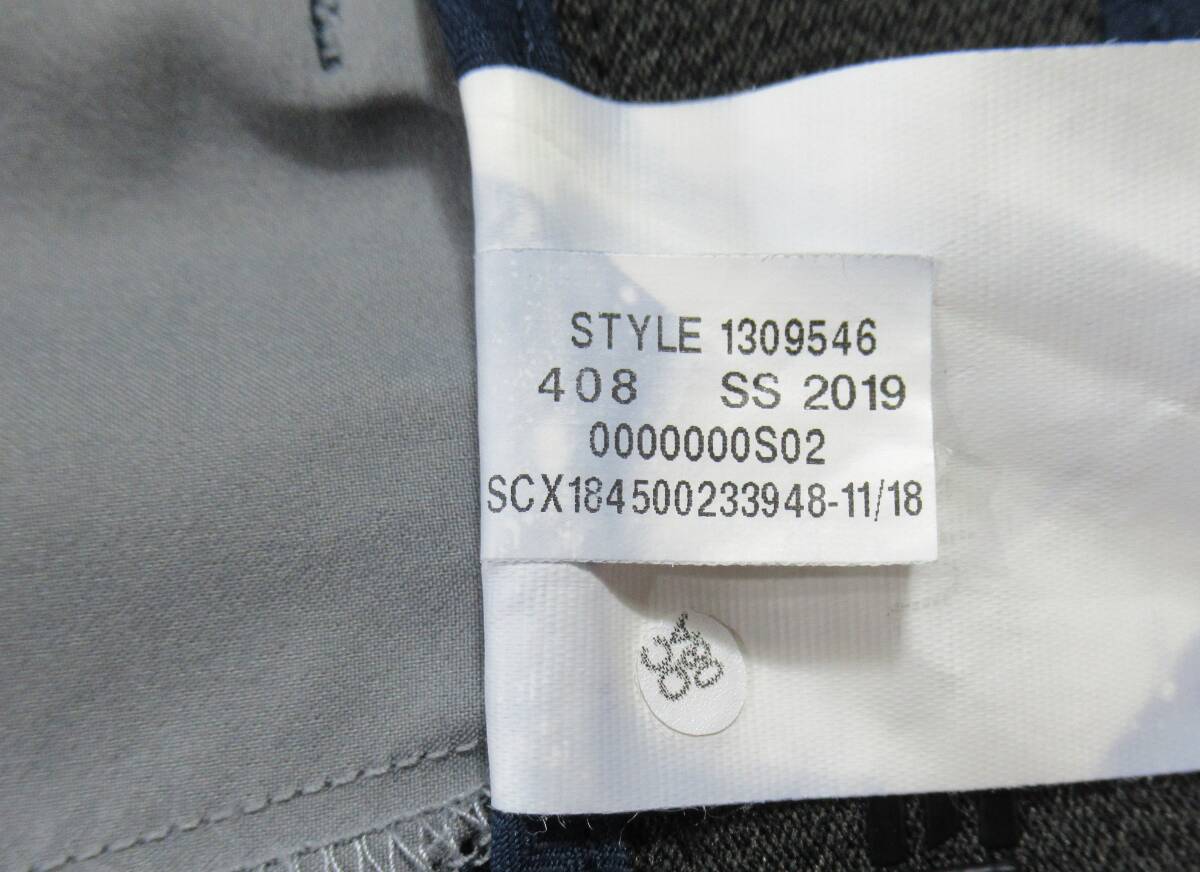 STYLE 1309546
408 SS 2019
0000000S02
SCX184500233948-11/18